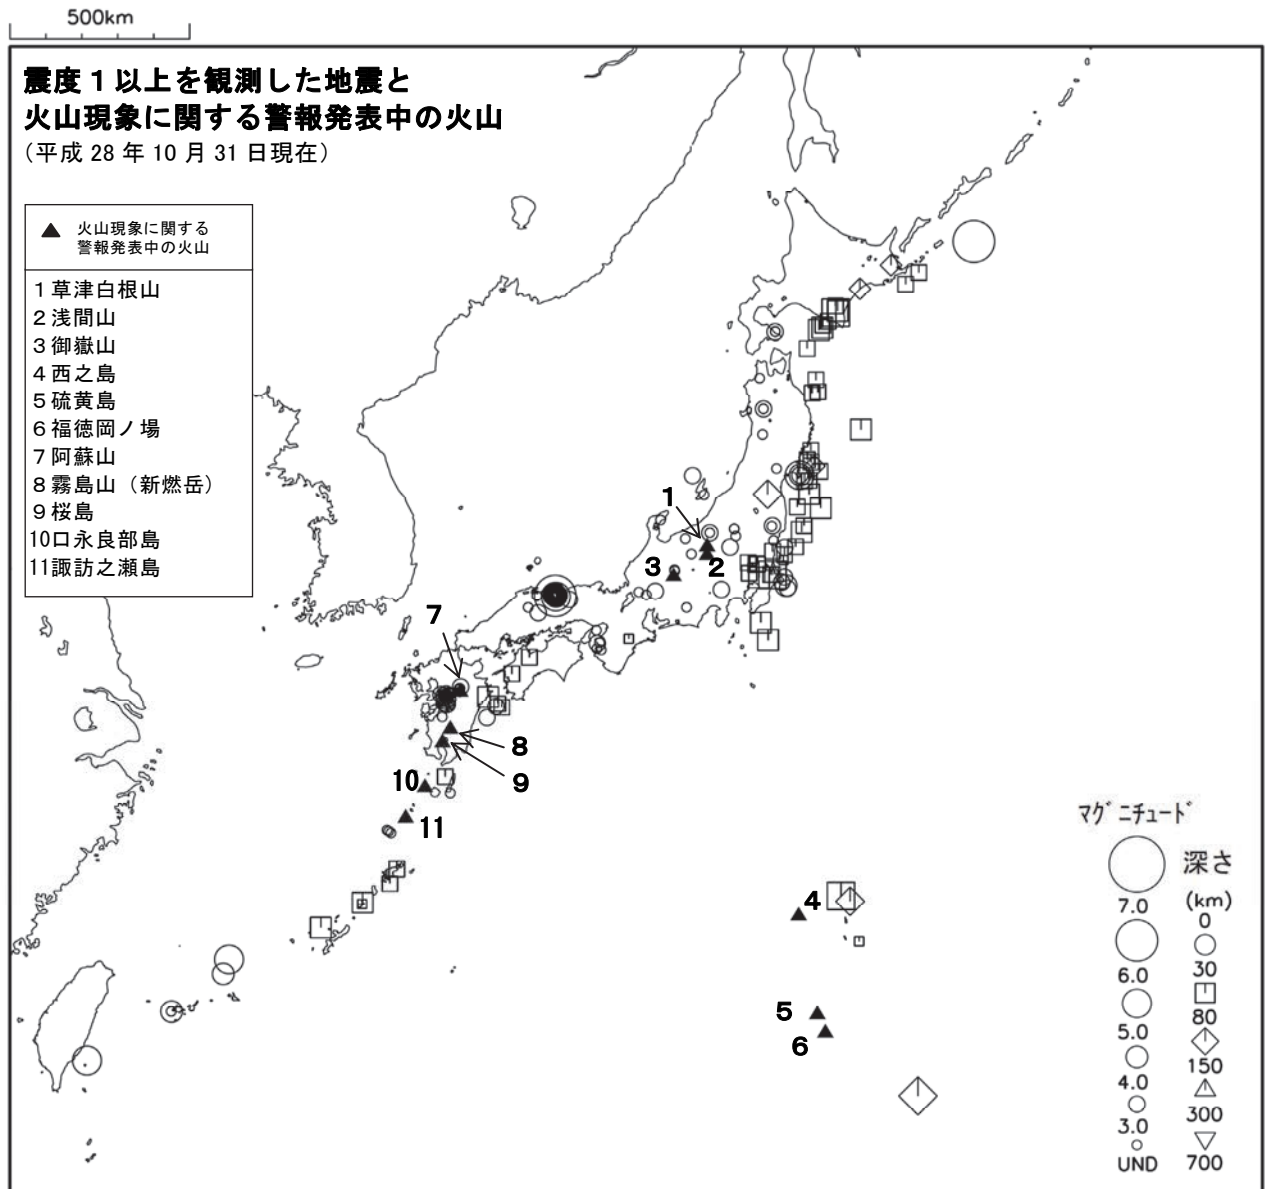 500km
震度１以上を観測した地震と
火山現象に関する警報発表中の火山
（平成 28 年 10 月 31 日現在）
▲ 火山現象に関する
警報発表中の火山
1 草津白根山
2 浅間山
3 御嶽山
4 西之島
5 硫黄島
6 福徳岡ノ場
7 阿蘇山
8 霧島山（新燃岳）
9 桜島
10 口永良部島
11 諏訪之瀬島
1
2
3
7
8
9
10
11
4
5
6
ﾏｸﾞﾆﾁｭｰﾄﾞ
深さ
(km)
7.0
0
6.0
30
80
5.0
150
4.0
300
3.0
UND
700